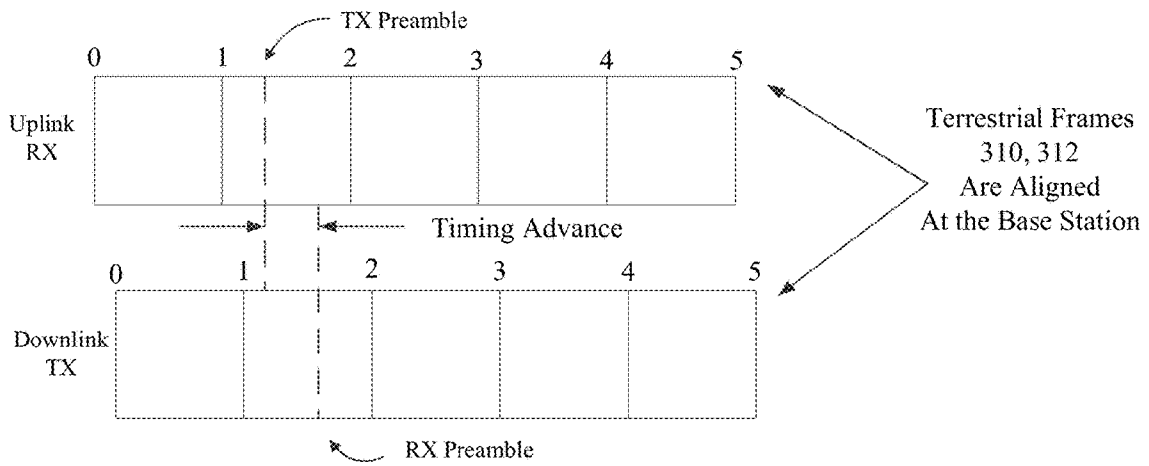 TX Preamble
0 1 2 3 4 5
Uplink
RX
Terrestrial Frames
310, 312
Are Aligned
At the Base Station
Timing Advance
0 1 2 3 4 5
Downlink
TX
RX Preamble